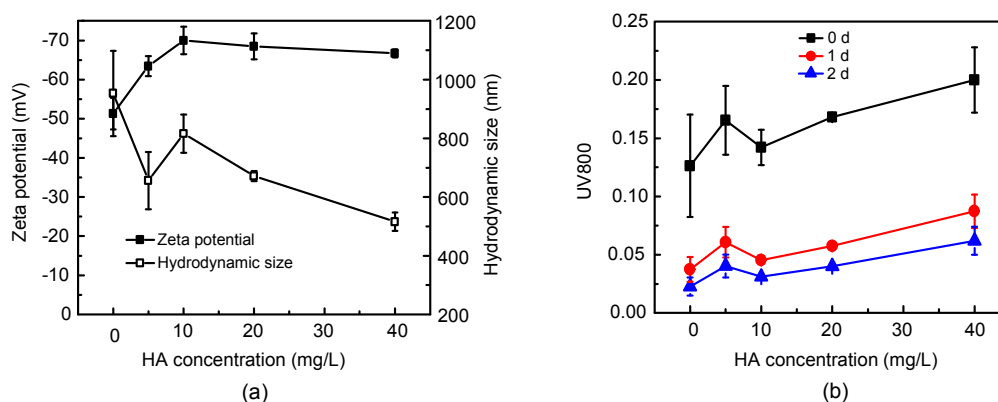 Zeta potential (mV)
-70
-60
-50
-40
-30
-20
-10
0
Zeta potential
Hydrodynamic size
0 10 20 30 40
HA concentration (mg/L)
1200
1000
800
600
400
200
Hydrodynamic size (nm)
(a)
UV800
0.25
0.20
0.15
0.10
0.05
0.00
0 d
1 d
2 d
0 10 20 30 40
HA concentration (mg/L)
(b)